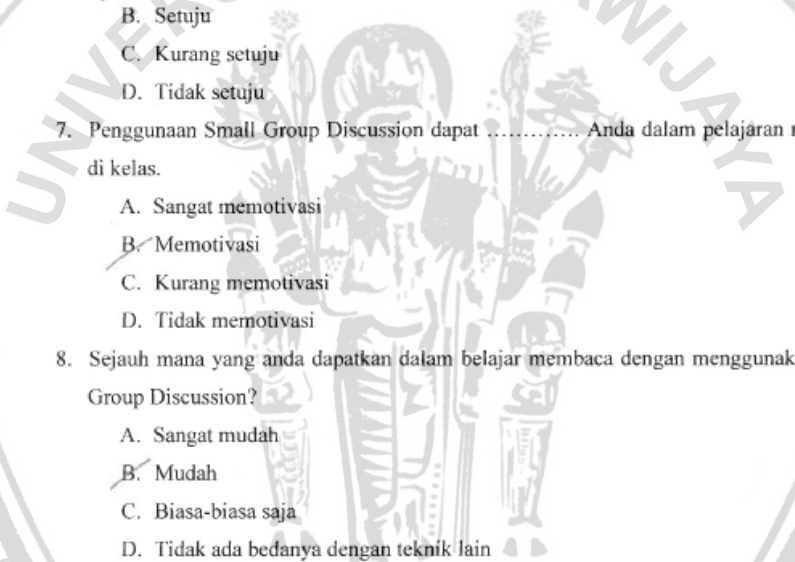 B. Setuju
C. Kurang setuju
D. Tidak setuju
7. Penggunaan Small Group Discussion dapat ............. Anda dalam pelajaran
di kelas.
A. Sangat memotivasi
B. Memotivasi
C. Kurang memotivasi
D. Tidak memotivasi
8. Sejauh mana yang anda dapatkan dalam belajar membaca dengan menggunak
Group Discussion?
A. Sangat mudah
B. Mudah
C. Biasa-biasa saja
D. Tidak ada bedanya dengan teknik lain